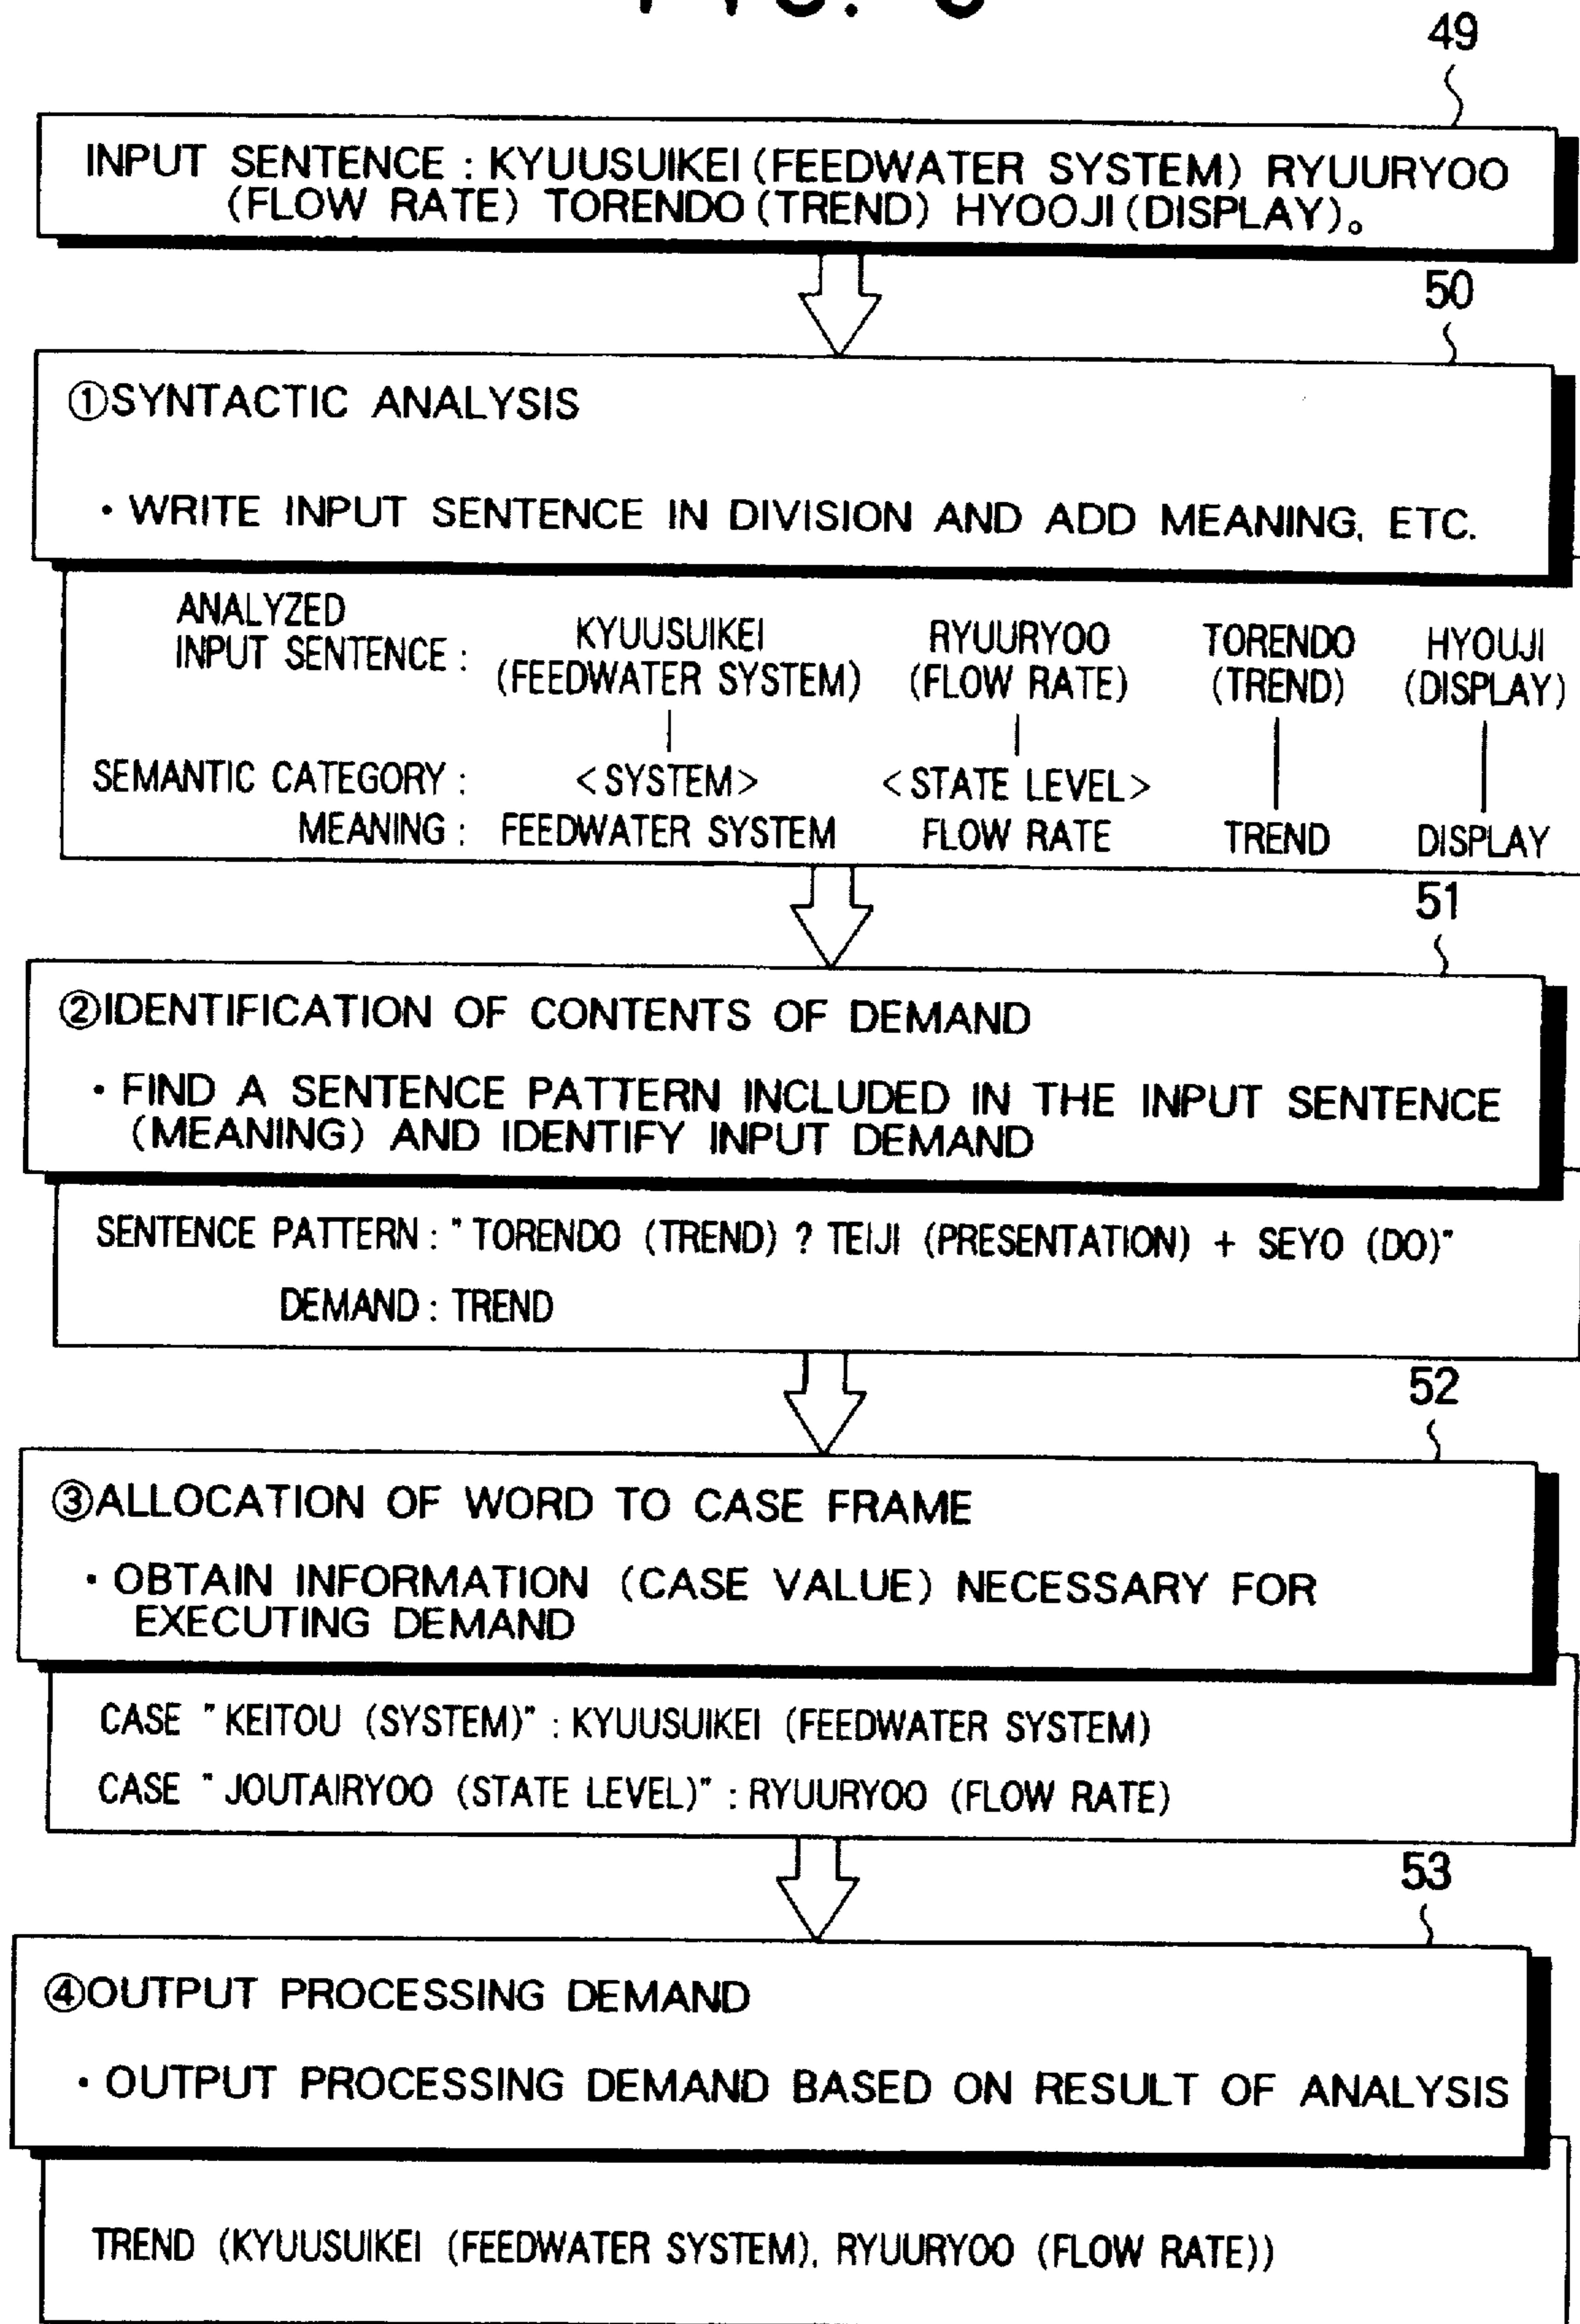 49
INPUT SENTENCE : KYUUSUIKEI (FEEDWATER SYSTEM) RYUURYOO
(FLOW RATE) TORENDO (TREND) HYOOJI (DISPLAY)。
50
①SYNTACTIC ANALYSIS
・WRITE INPUT SENTENCE IN DIVISION AND ADD MEANING, ETC.
ANALYZED
INPUT SENTENCE : KYUUSUIKEI RYUURYOO TORENDO HYOUJI
(FEEDWATER SYSTEM) (FLOW RATE) (TREND) (DISPLAY)
SEMANTIC CATEGORY : <SYSTEM> <STATE LEVEL>
MEANING : FEEDWATER SYSTEM FLOW RATE TREND DISPLAY
51
②IDENTIFICATION OF CONTENTS OF DEMAND
・FIND A SENTENCE PATTERN INCLUDED IN THE INPUT SENTENCE
(MEANING) AND IDENTIFY INPUT DEMAND
SENTENCE PATTERN : "TORENDO (TREND) ? TEIJI (PRESENTATION) + SEYO (DO)"
DEMAND : TREND
52
③ALLOCATION OF WORD TO CASE FRAME
・OBTAIN INFORMATION (CASE VALUE) NECESSARY FOR
EXECUTING DEMAND
CASE "KEITOU (SYSTEM)" : KYUUSUIKEI (FEEDWATER SYSTEM)
CASE "JOUTAIRYOO (STATE LEVEL)" : RYUURYOO (FLOW RATE)
53
④OUTPUT PROCESSING DEMAND
・OUTPUT PROCESSING DEMAND BASED ON RESULT OF ANALYSIS
TREND (KYUUSUIKEI (FEEDWATER SYSTEM), RYUURYOO (FLOW RATE))